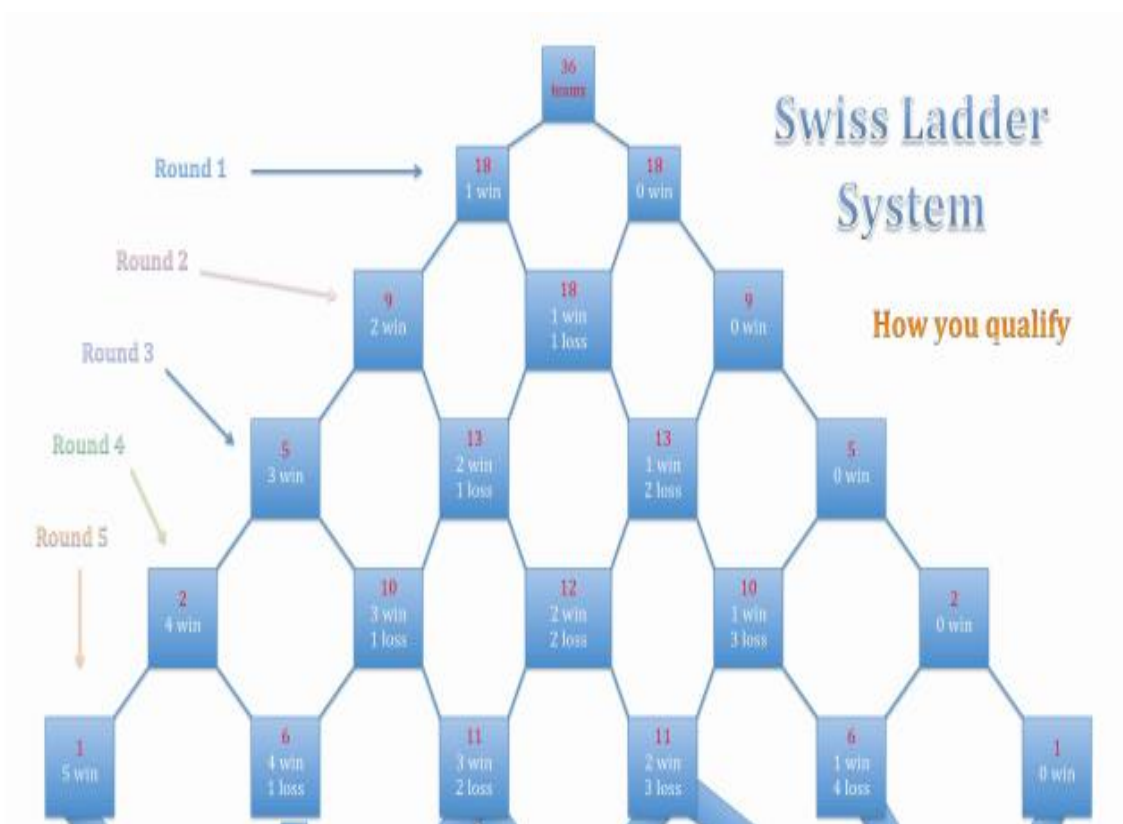 36
teams
Swiss Ladder
System
Round 1
18
1 win
18
0 win
Round 2
9
2 win
18
1 win
1 loss
9
0 win
How you qualify
Round 3
5
3 win
13
2 win
1 loss
13
1 win
2 loss
5
0 win
Round 4
2
4 win
10
3 win
1 loss
12
2 win
2 loss
10
1 win
3 loss
2
0 win
Round 5
1
5 win
6
4 win
1 loss
11
3 win
2 loss
11
2 win
3 loss
6
1 win
4 loss
1
0 win